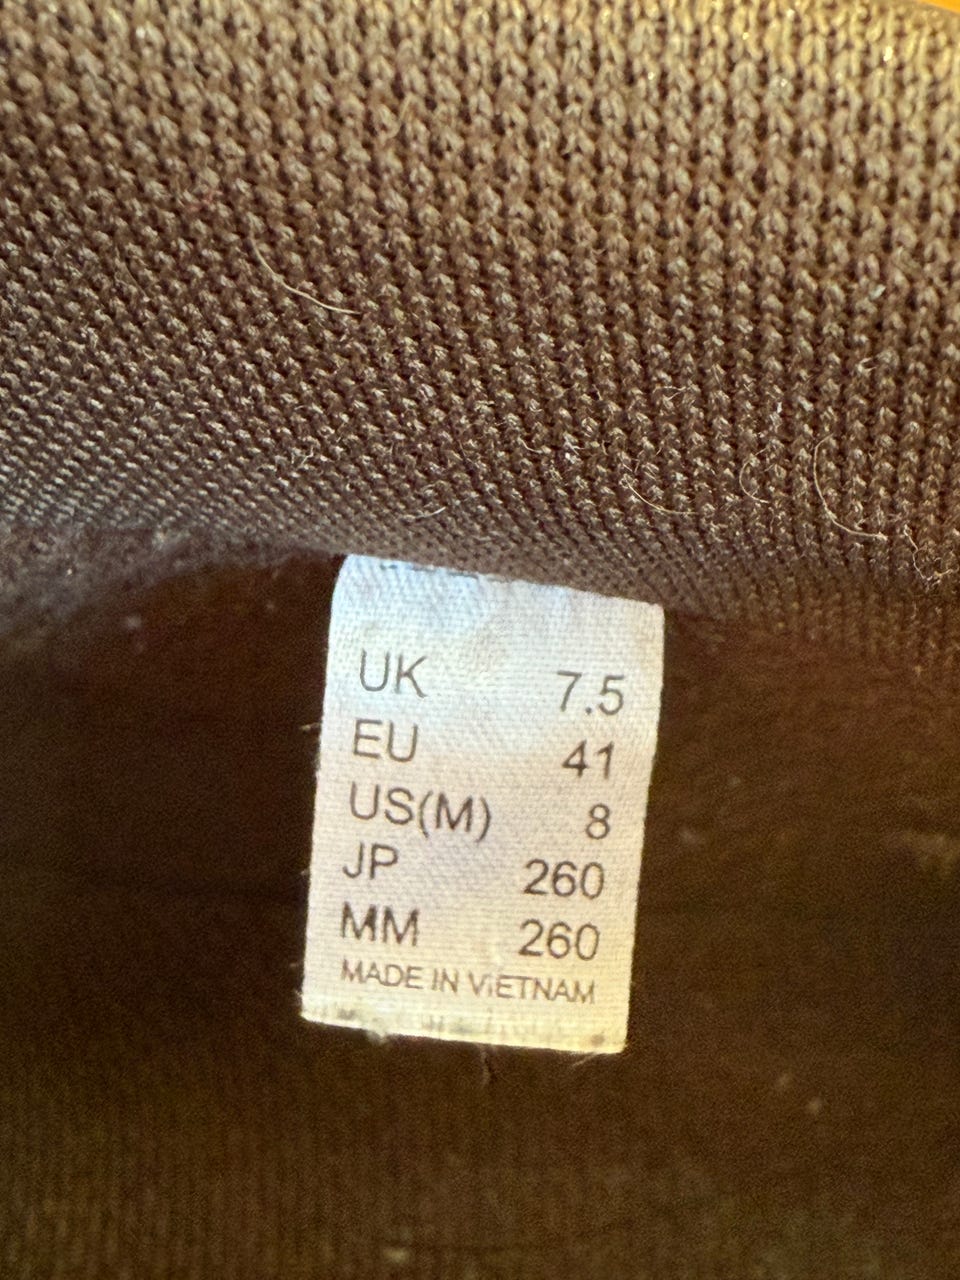 UK 7.5
EU 41
US(M) 8
JP 260
MM 260
MADE IN VIETNAM